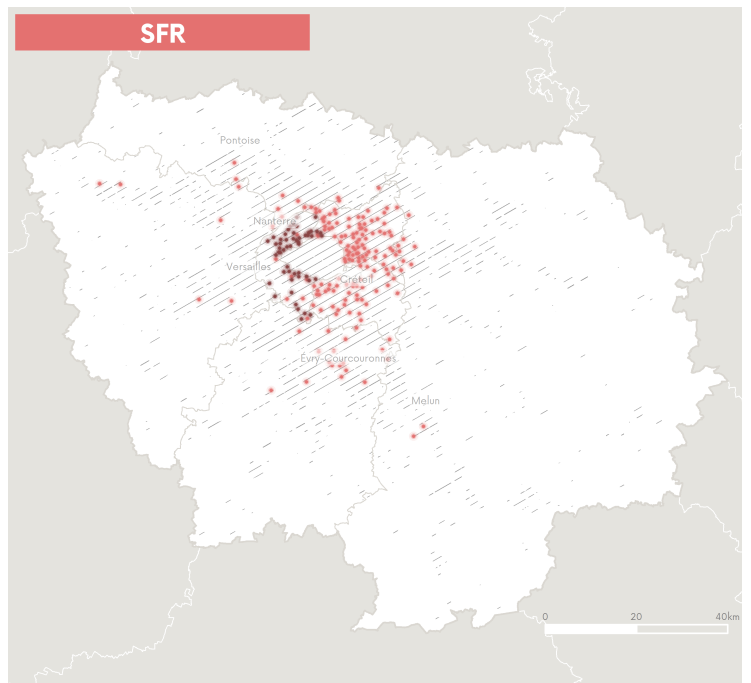 SFR
Pontoise
Nanterre
Versailles
Créteil
Évry-Courcouronnes
Melun
0 20 40km